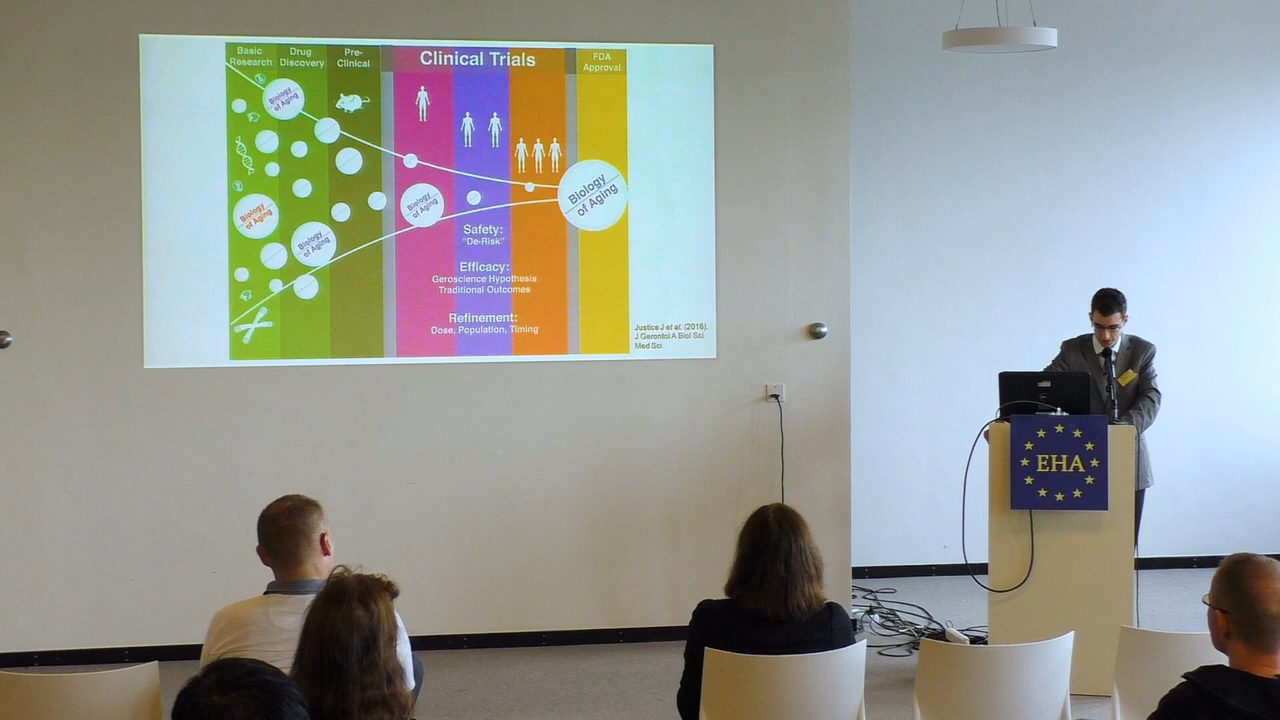 Basic
Research
Drug
Discovery
Pre-
Clinical
Clinical Trials
FDA
Approval
Biology
of Aging
Biology
of Aging
Biology
of Aging
Biology
of Aging
Biology
of Aging
Safety:
"De-Risk"
Efficacy:
Geroscience Hypothesis
Traditional Outcomes
Refinement:
Dose, Population, Timing
Justice J et al. (2016).
J Gerontol A Biol Sci
Med Sci
EHA